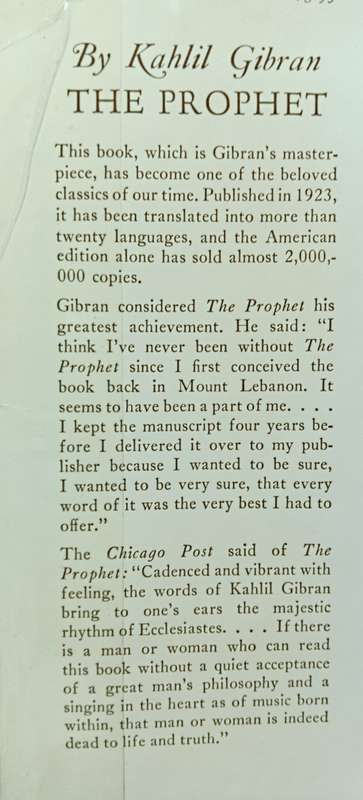 By Kahlil Gibran
THE PROPHET
This book, which is Gibran's master-
piece, has become one of the beloved
classics of our time. Published in 1923,
it has been translated into more than
twenty languages, and the American
edition alone has sold almost 2,000,-
000 copies.
Gibran considered The Prophet his
greatest achievement. He said: "I
think I've never been without The
Prophet since I first conceived the
book back in Mount Lebanon. It
seems to have been a part of me. . . .
I kept the manuscript four years be-
fore I delivered it over to my pub-
lisher because I wanted to be sure,
I wanted to be very sure, that every
word of it was the very best I had to
offer."
The Chicago Post said of The
Prophet: "Cadenced and vibrant with
feeling, the words of Kahlil Gibran
bring to one's ears the majestic
rhythm of Ecclesiastes. . . . If there
is a man or woman who can read
this book without a quiet acceptance
of a great man's philosophy and a
singing in the heart as of music born
within, that man or woman is indeed
dead to life and truth."